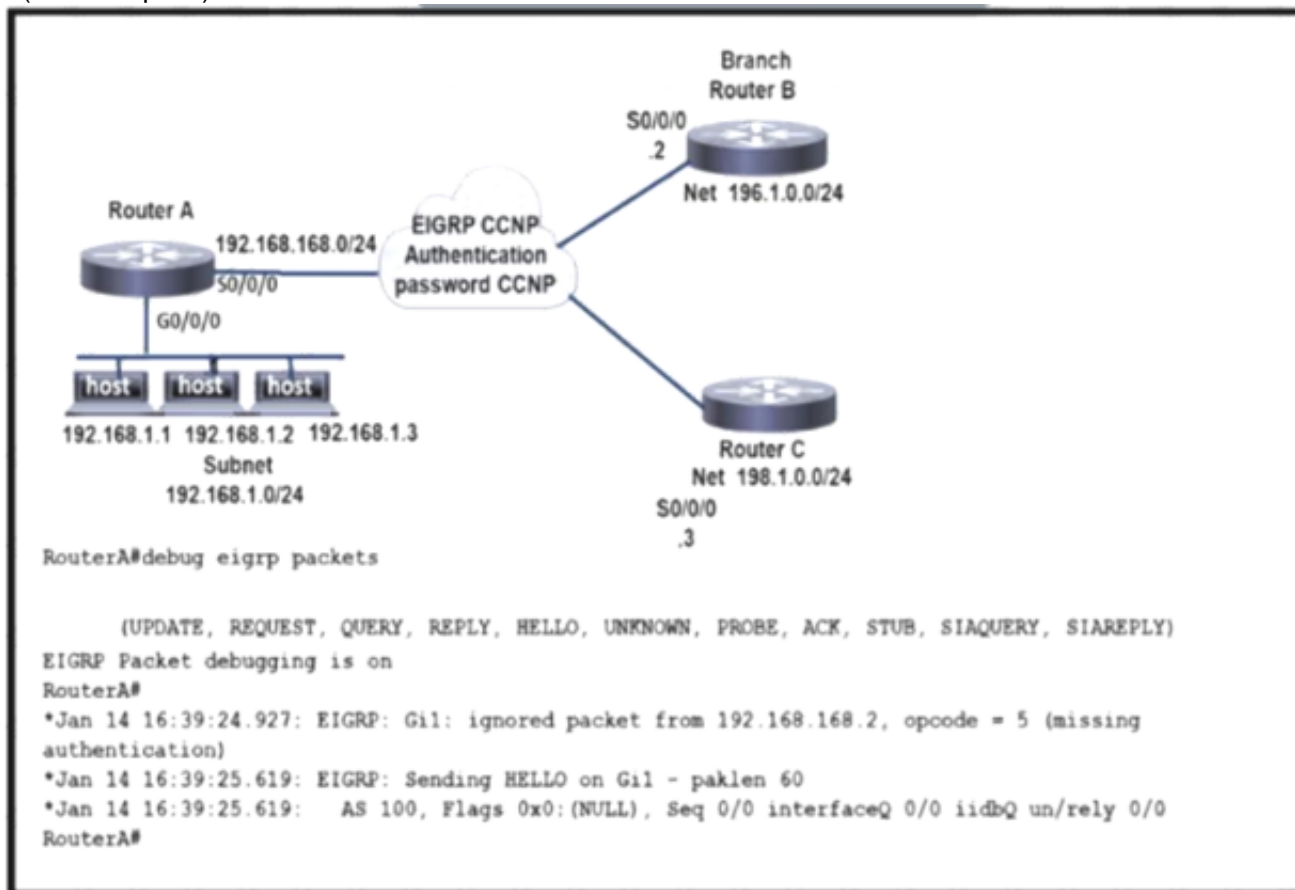 Branch
Router B
S0/0/0
.2
Net 196.1.0.0/24
Router A
192.168.168.0/24
S0/0/0
G0/0/0
EIGRP CCNP
Authentication
password CCNP
host host host
192.168.1.1 192.168.1.2 192.168.1.3
Subnet
192.168.1.0/24
Router C
Net 198.1.0.0/24
S0/0/0
.3
RouterA#debug eigrp packets
(UPDATE, REQUEST, QUERY, REPLY, HELLO, UNKNOWN, PROBE, ACK, STUB, SIAQUERY, SIAREPLY)
EIGRP Packet debugging is on
RouterA#
*Jan 14 16:39:24.927: EIGRP: Gi1: ignored packet from 192.168.168.2, opcode = 5 (missing
authentication)
*Jan 14 16:39:25.619: EIGRP: Sending HELLO on Gi1 - paklen 60
*Jan 14 16:39:25.619: AS 100, Flags 0x0:(NULL), Seq 0/0 interfaceQ 0/0 iidbQ un/rely 0/0
RouterA#